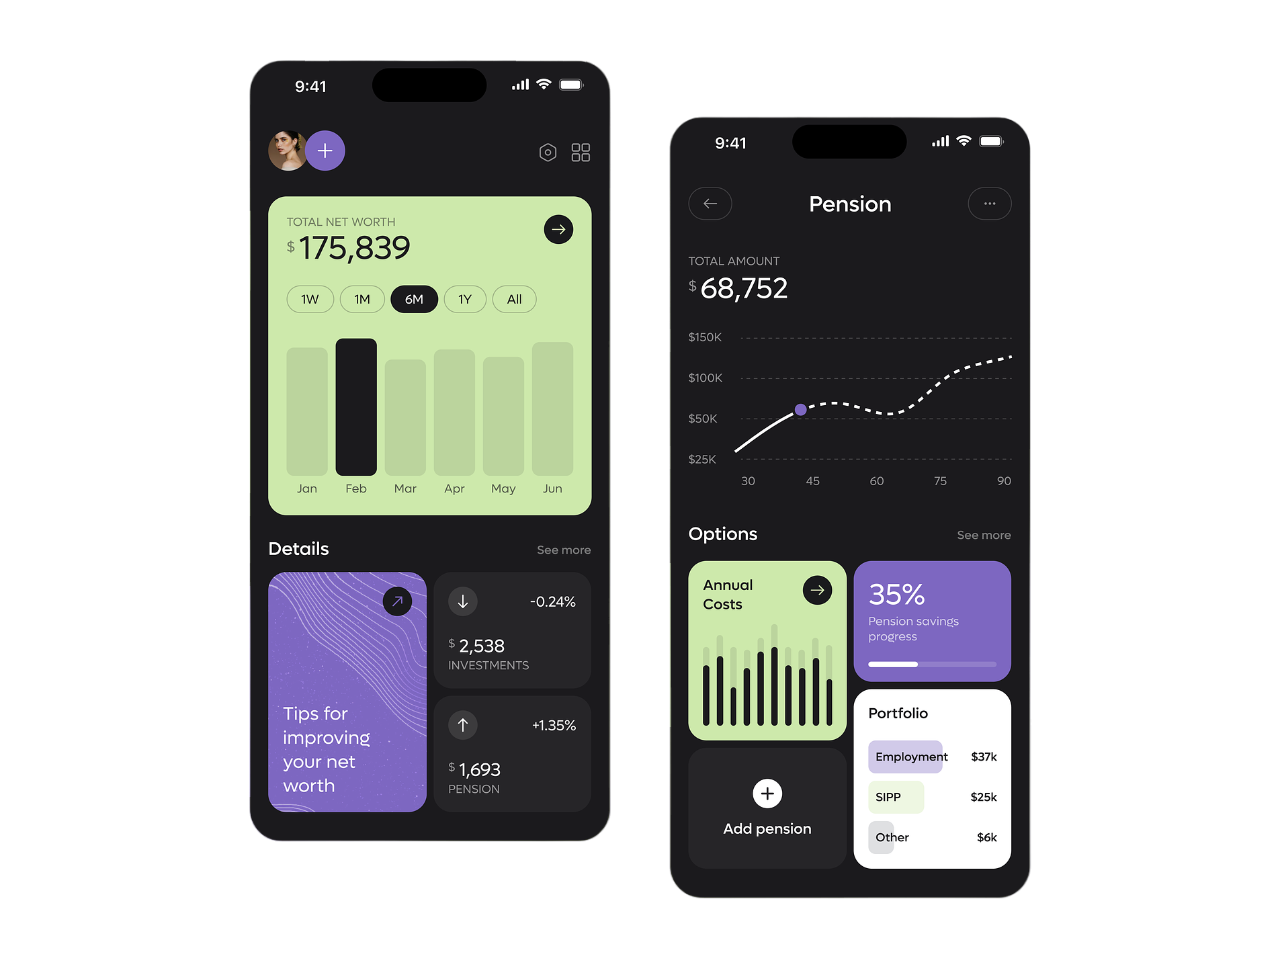 9:41
TOTAL NET WORTH
$ 175,839
1W 1M 6M 1Y All
Jan Feb Mar Apr May Jun
Details See more
Tips for
improving
your net
worth
-0.24%
$ 2,538
INVESTMENTS
+1.35%
$ 1,693
PENSION
9:41
Pension
TOTAL AMOUNT
$ 68,752
$150K
$100K
$50K
$25K
30 45 60 75 90
Options See more
Annual
Costs
35%
Pension savings
progress
Add pension
Portfolio
Employment $37k
SIPP $25k
Other $6k